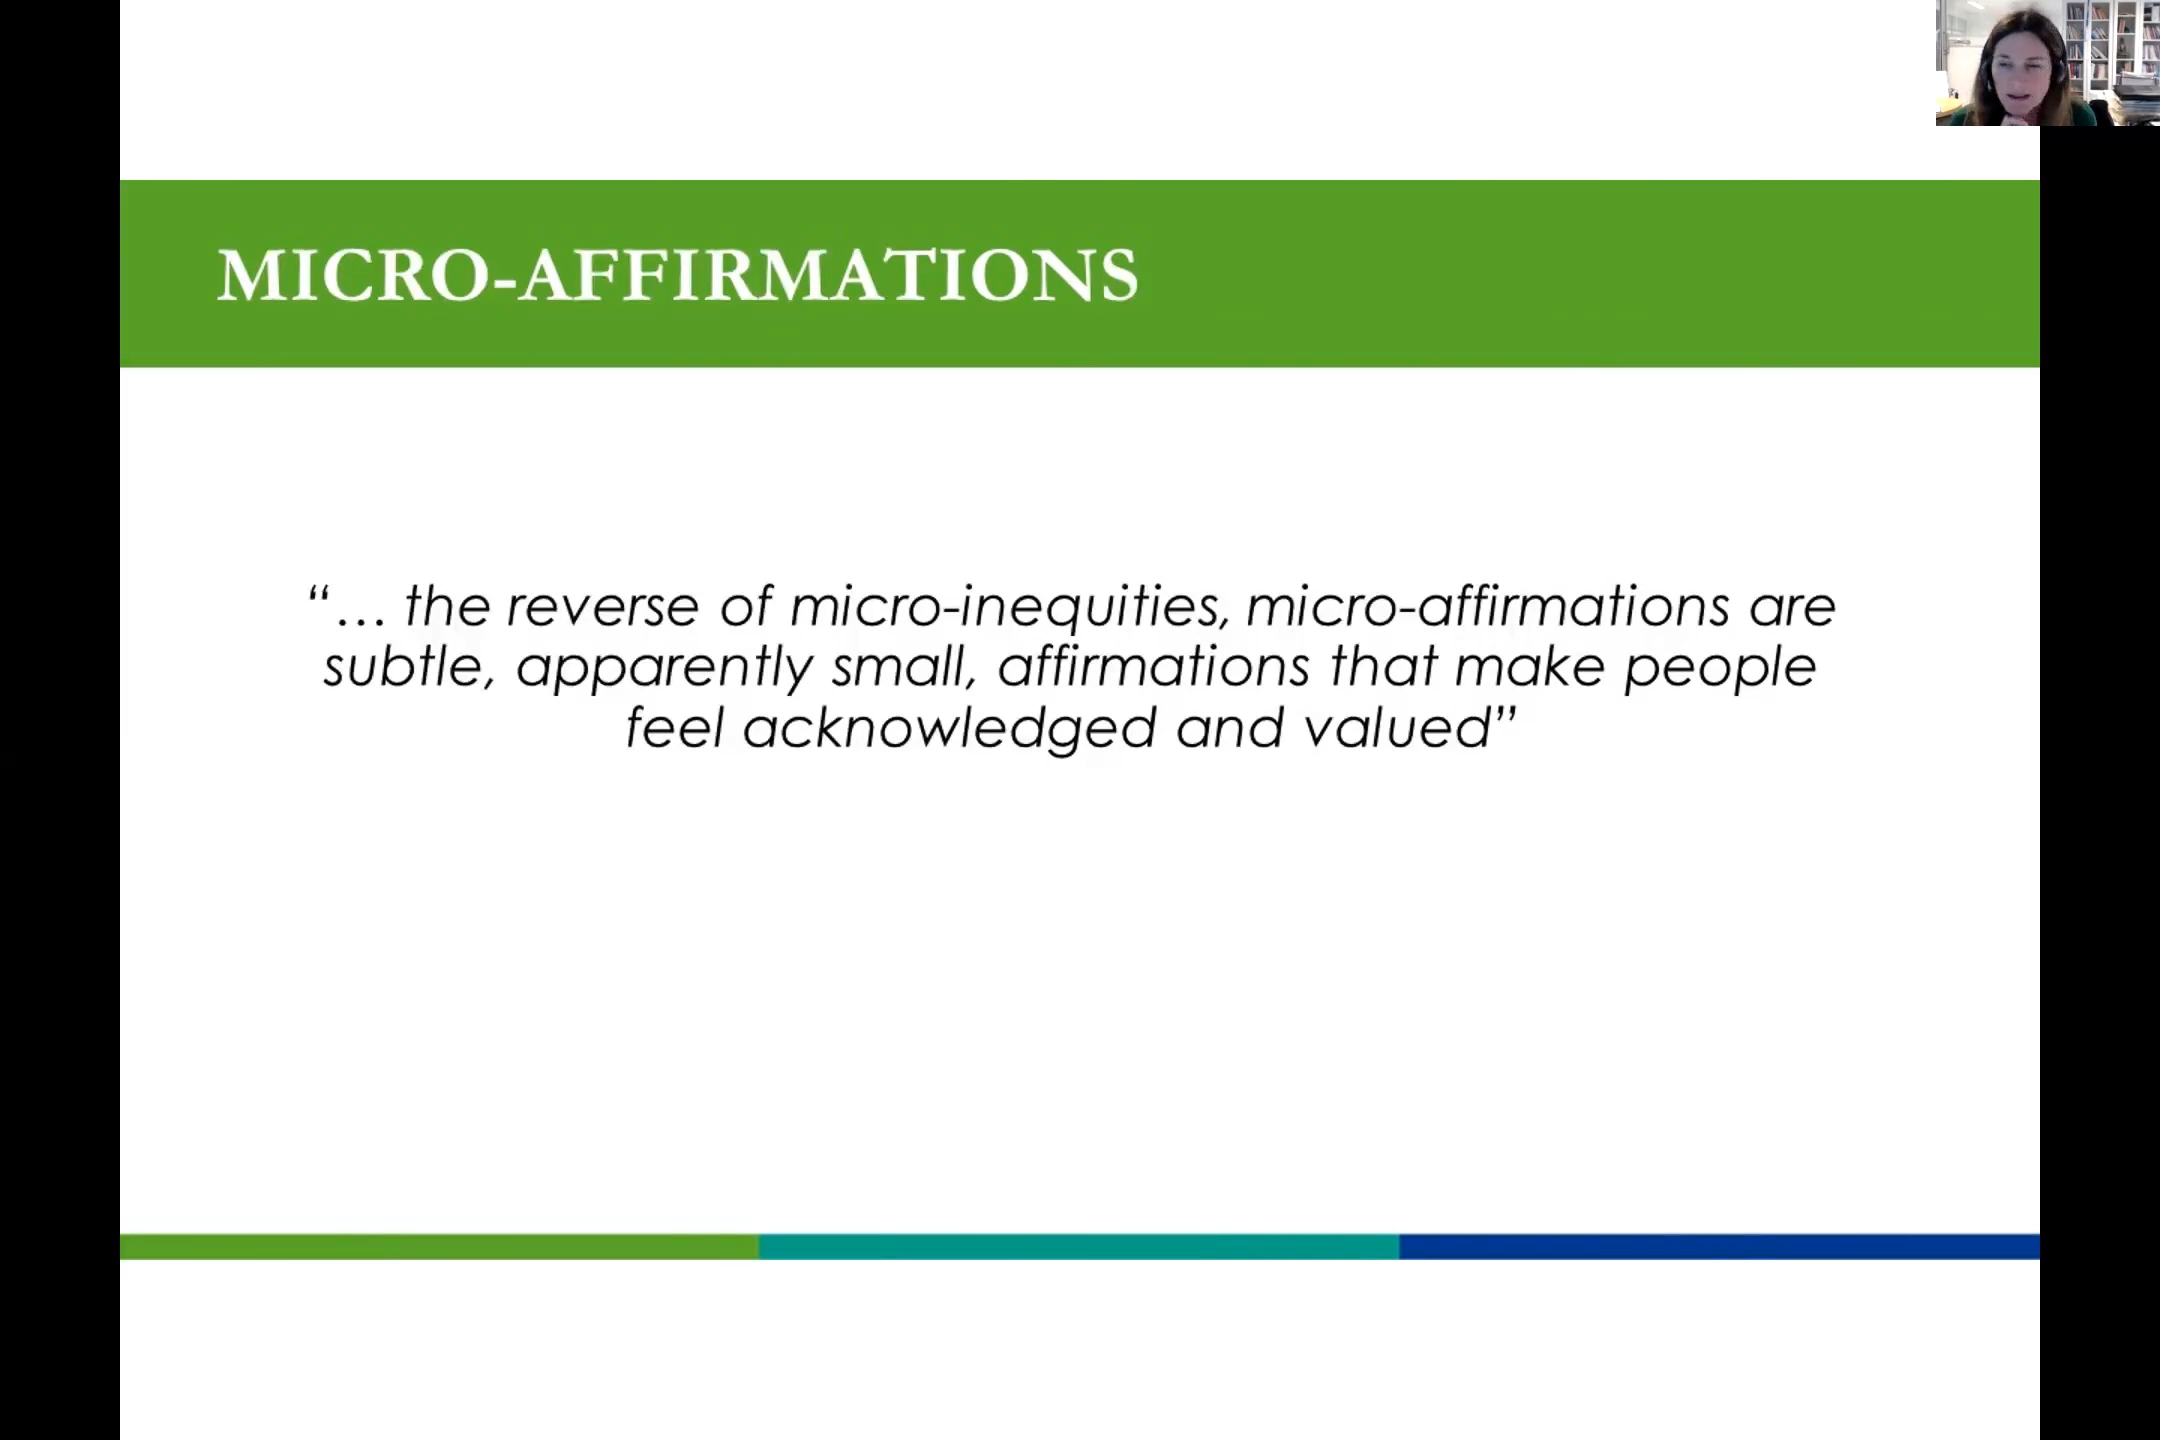 MICRO-AFFIRMATIONS
“… the reverse of micro-inequities, micro-affirmations are
subtle, apparently small, affirmations that make people
feel acknowledged and valued”